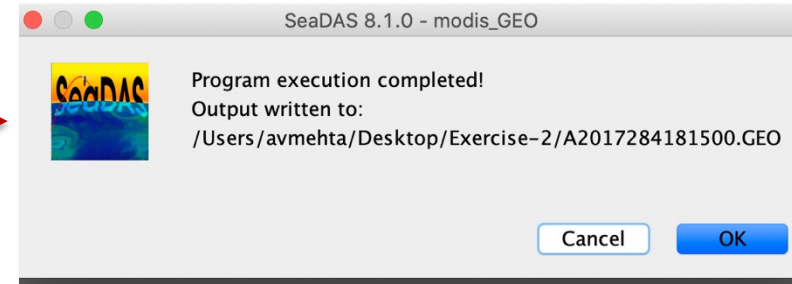 SeaDAS 8.1.0 - modis_GEO
SeaDAS
Program execution completed!
Output written to:
/Users/avmehta/Desktop/Exercise-2/A2017284181500.GEO
Cancel
OK